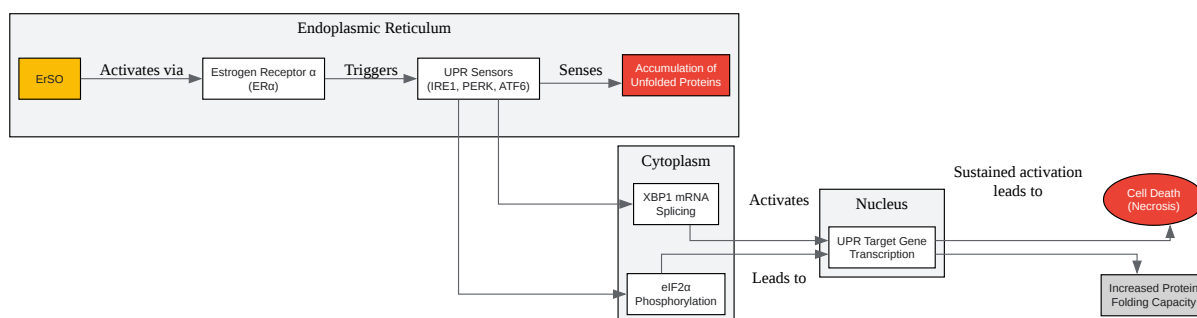 Endoplasmic Reticulum
ErSO
Activates via
Estrogen Receptor α
(ERα)
Triggers
UPR Sensors
(IRE1, PERK, ATF6)
Senses
Accumulation of
Unfolded Proteins
Cytoplasm
XBP1 mRNA
Splicing
eIF2α
Phosphorylation
Activates
Leads to
Nucleus
UPR Target Gene
Transcription
Sustained activation
leads to
Cell Death
(Necrosis)
Increased Protein
Folding Capacity